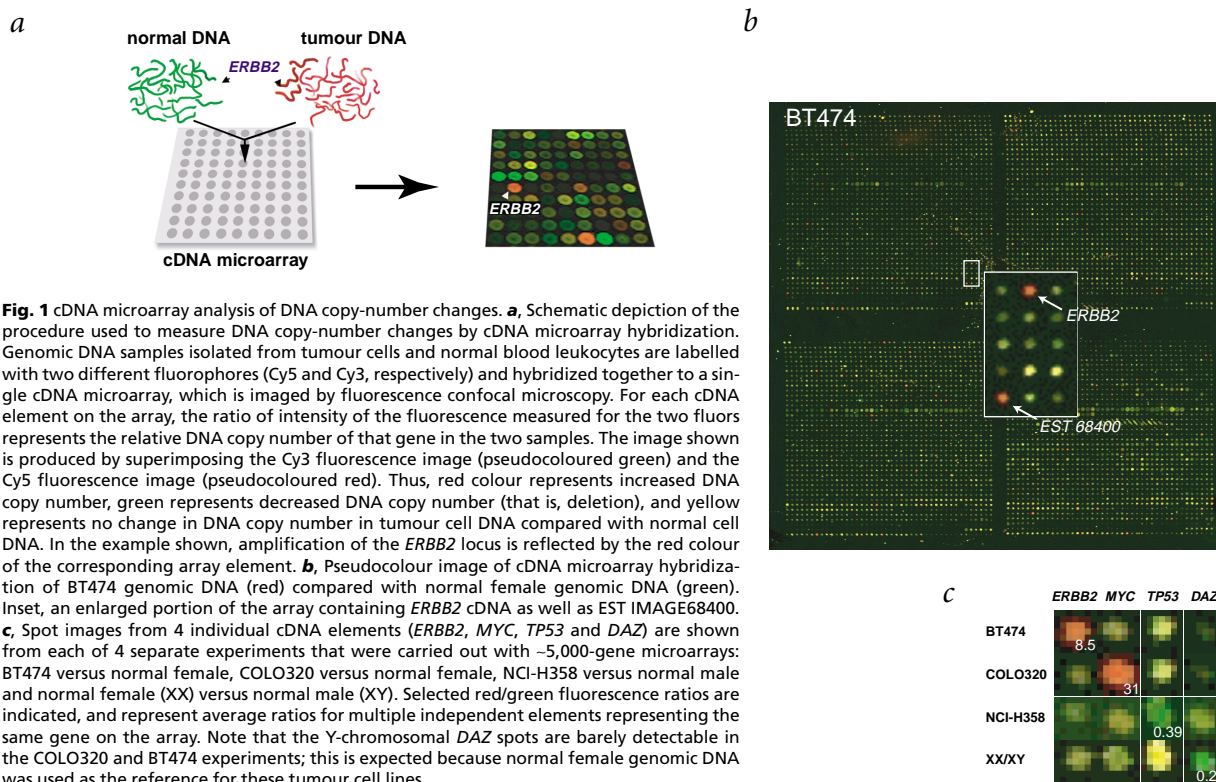 a
normal DNA
tumour DNA
ERBB2
cDNA microarray
ERBB2
Fig. 1 cDNA microarray analysis of DNA copy-number changes. a, Schematic depiction of the
procedure used to measure DNA copy-number changes by cDNA microarray hybridization.
Genomic DNA samples isolated from tumour cells and normal blood leukocytes are labelled
with two different fluorophores (Cy5 and Cy3, respectively) and hybridized together to a sin-
gle cDNA microarray, which is imaged by fluorescence confocal microscopy. For each cDNA
element on the array, the ratio of intensity of the fluorescence measured for the two fluors
represents the relative DNA copy number of that gene in the two samples. The image shown
is produced by superimposing the Cy3 fluorescence image (pseudocoloured green) and the
Cy5 fluorescence image (pseudocoloured red). Thus, red colour represents increased DNA
copy number, green represents decreased DNA copy number (that is, deletion), and yellow
represents no change in DNA copy number in tumour cell DNA compared with normal cell
DNA. In the example shown, amplification of the ERBB2 locus is reflected by the red colour
of the corresponding array element. b, Pseudocolour image of cDNA microarray hybridiza-
tion of BT474 genomic DNA (red) compared with normal female genomic DNA (green).
Inset, an enlarged portion of the array containing ERBB2 cDNA as well as EST IMAGE68400.
c, Spot images from 4 individual cDNA elements (ERBB2, MYC, TP53 and DAZ) are shown
from each of 4 separate experiments that were carried out with ~5,000-gene microarrays:
BT474 versus normal female, COLO320 versus normal female, NCI-H358 versus normal male
and normal female (XX) versus normal male (XY). Selected red/green fluorescence ratios are
indicated, and represent average ratios for multiple independent elements representing the
same gene on the array. Note that the Y-chromosomal DAZ spots are barely detectable in
the COLO320 and BT474 experiments; this is expected because normal female genomic DNA
was used as the reference for these tumour cell lines.
b
BT474
ERBB2
EST 68400
c
ERBB2 MYC TP53 DAZ
BT474
8.5
COLO320
31
NCI-H358
0.39
XX/XY